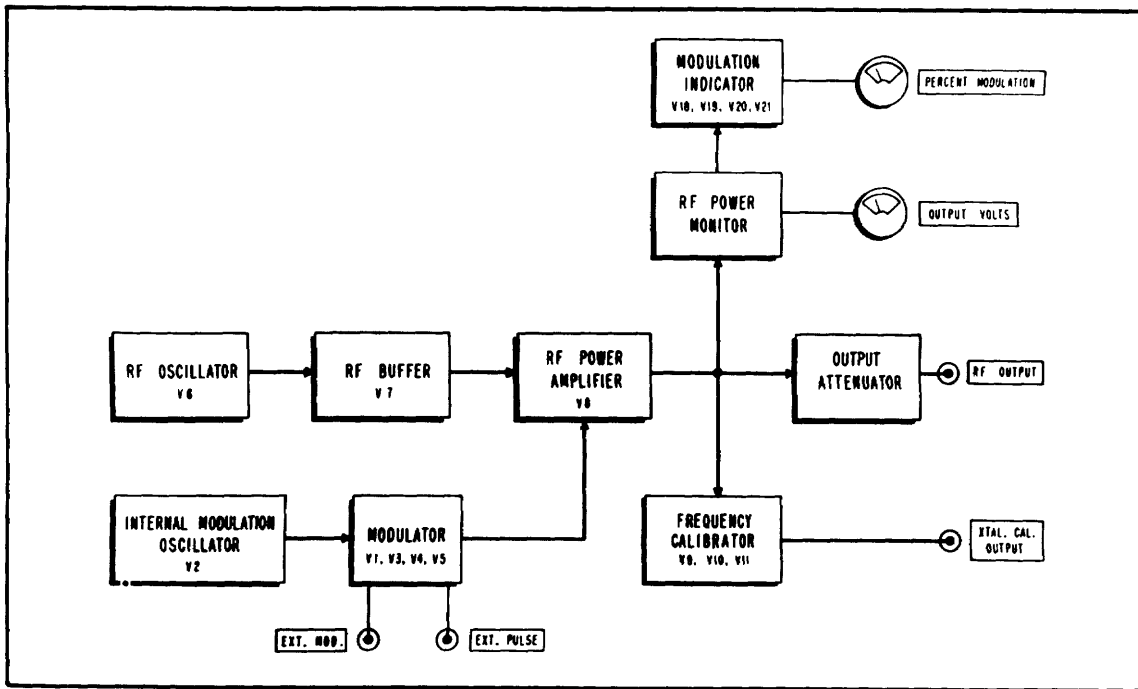 MODULATION
INDICATOR
V18, V19, V20, V21
PERCENT MODULATION
RF POWER
MONITOR
OUTPUT VOLTS
RF OSCILLATOR
V6
RF BUFFER
V7
RF POWER
AMPLIFIER
V8
OUTPUT
ATTENUATOR
RF OUTPUT
INTERNAL MODULATION
OSCILLATOR
V2
MODULATOR
V1, V3, V4, V5
FREQUENCY
CALIBRATOR
V9, V10, V11
XTAL. CAL.
OUTPUT
EXT. MOD.
EXT. PULSE